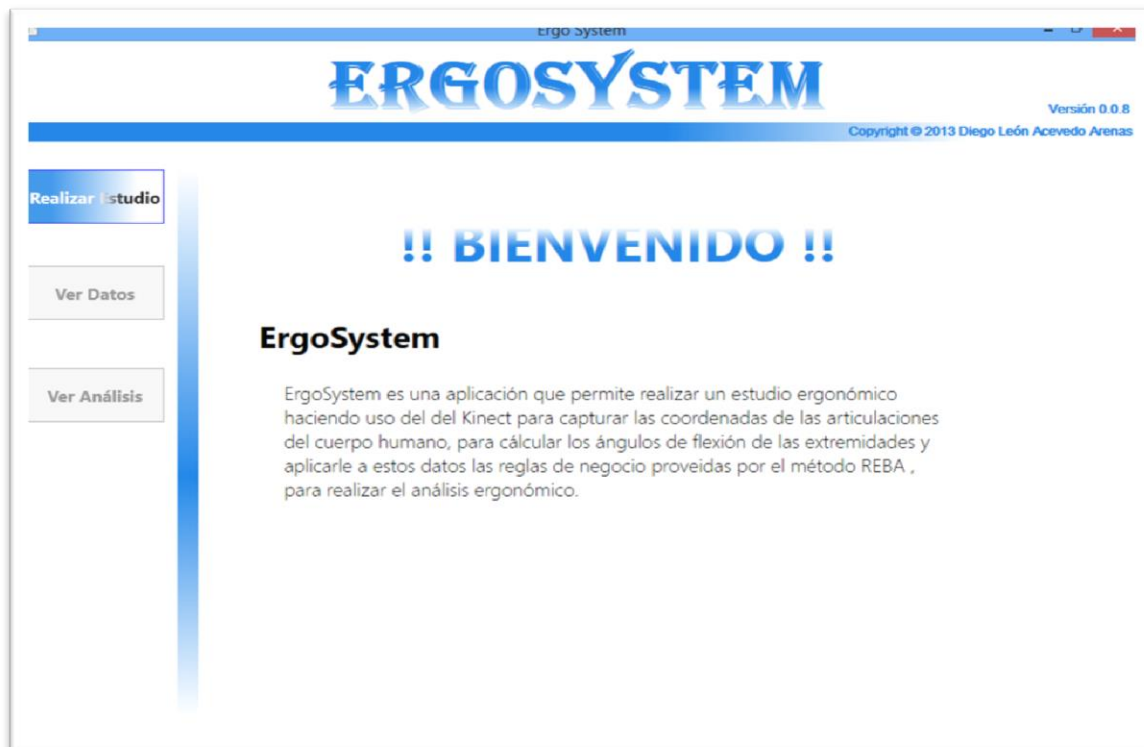 Ergo System
ERGOSYSTEM
Versión 0.0.8
Copyright © 2013 Diego León Acevedo Arenas
Realizar Estudio
!! BIENVENIDO !!
Ver Datos
ErgoSystem
Ver Análisis
ErgoSystem es una aplicación que permite realizar un estudio ergonómico
haciendo uso del del Kinect para capturar las coordenadas de las articulaciones
del cuerpo humano, para cálcular los ángulos de flexión de las extremidades y
aplicarle a estos datos las reglas de negocio proveidas por el método REBA ,
para realizar el análisis ergonómico.